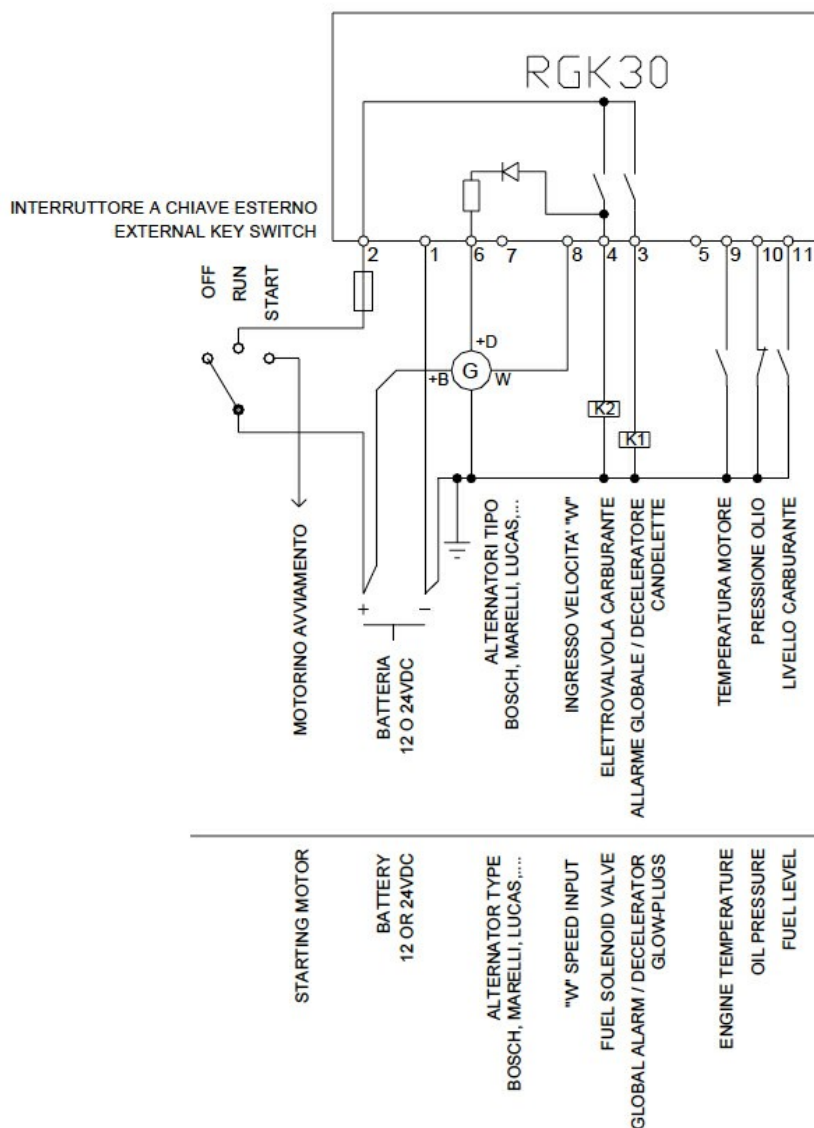 RGK30
INTERRUTTORE A CHIAVE ESTERNO
EXTERNAL KEY SWITCH
2
1
6
7
8
4
3
5
9
10
11
OFF
RUN
START
+D
+B
G
W
K2
K1
+
−
MOTORINO AVVIAMENTO
BATTERIA
12 O 24VDC
ALTERNATORI TIPO
BOSCH, MARELLI, LUCAS,...
INGRESSO VELOCITA' "W"
ELETTROVALVOLA CARBURANTE
ALLARME GLOBALE / DECELERATORE
CANDELETTE
TEMPERATURA MOTORE
PRESSIONE OLIO
LIVELLO CARBURANTE
STARTING MOTOR
BATTERY
12 OR 24VDC
ALTERNATOR TYPE
BOSCH, MARELLI, LUCAS,....
"W" SPEED INPUT
FUEL SOLENOID VALVE
GLOBAL ALARM / DECELERATOR
GLOW-PLUGS
ENGINE TEMPERATURE
OIL PRESSURE
FUEL LEVEL